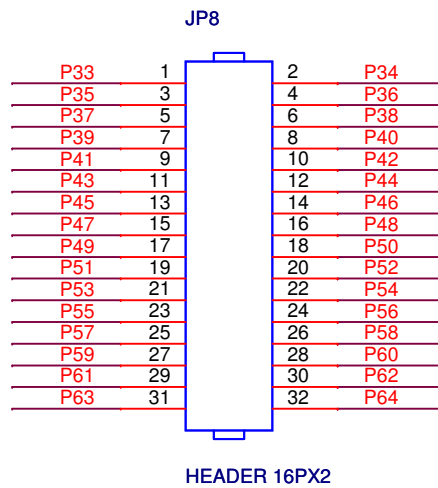 JP8
P33 1 2 P34
P35 3 4 P36
P37 5 6 P38
P39 7 8 P40
P41 9 10 P42
P43 11 12 P44
P45 13 14 P46
P47 15 16 P48
P49 17 18 P50
P51 19 20 P52
P53 21 22 P54
P55 23 24 P56
P57 25 26 P58
P59 27 28 P60
P61 29 30 P62
P63 31 32 P64
HEADER 16PX2